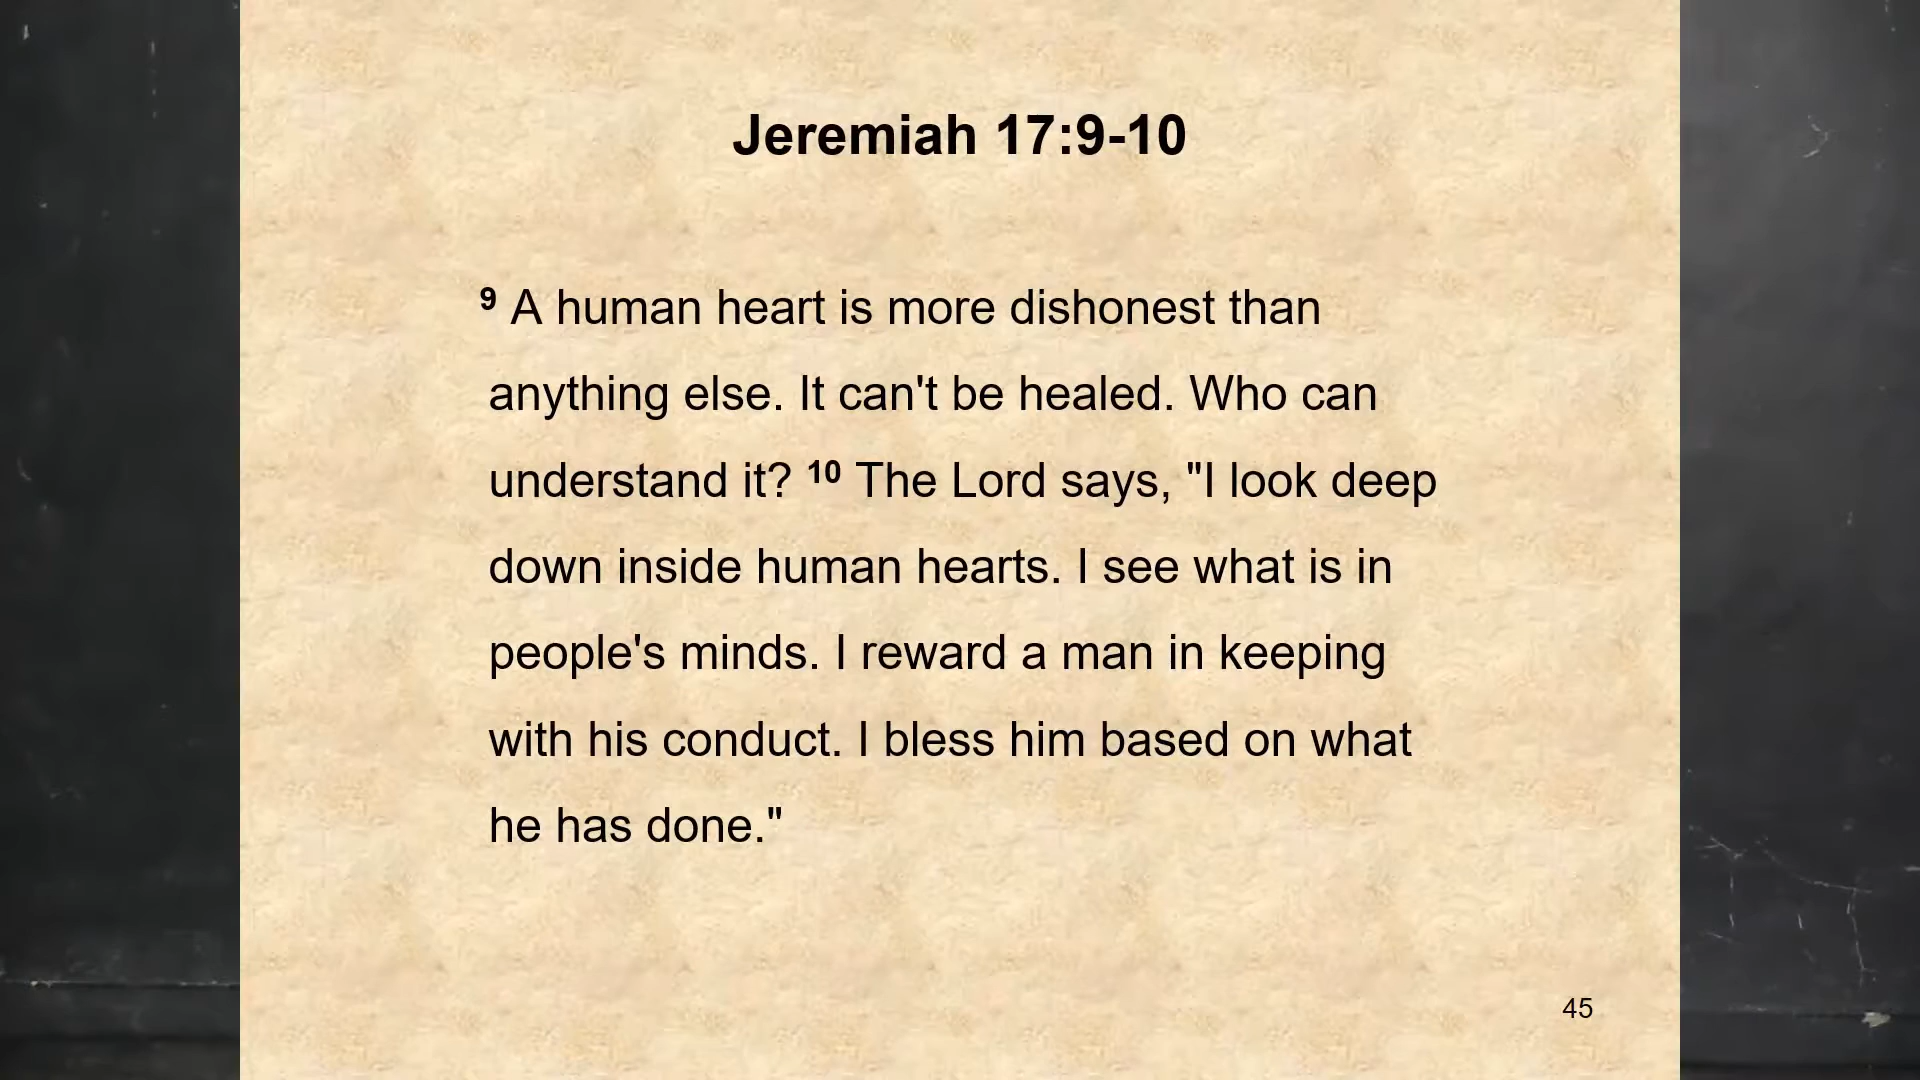 Jeremiah 17:9-10
9 A human heart is more dishonest than
anything else. It can't be healed. Who can
understand it? 10 The Lord says, "I look deep
down inside human hearts. I see what is in
people's minds. I reward a man in keeping
with his conduct. I bless him based on what
he has done."
45